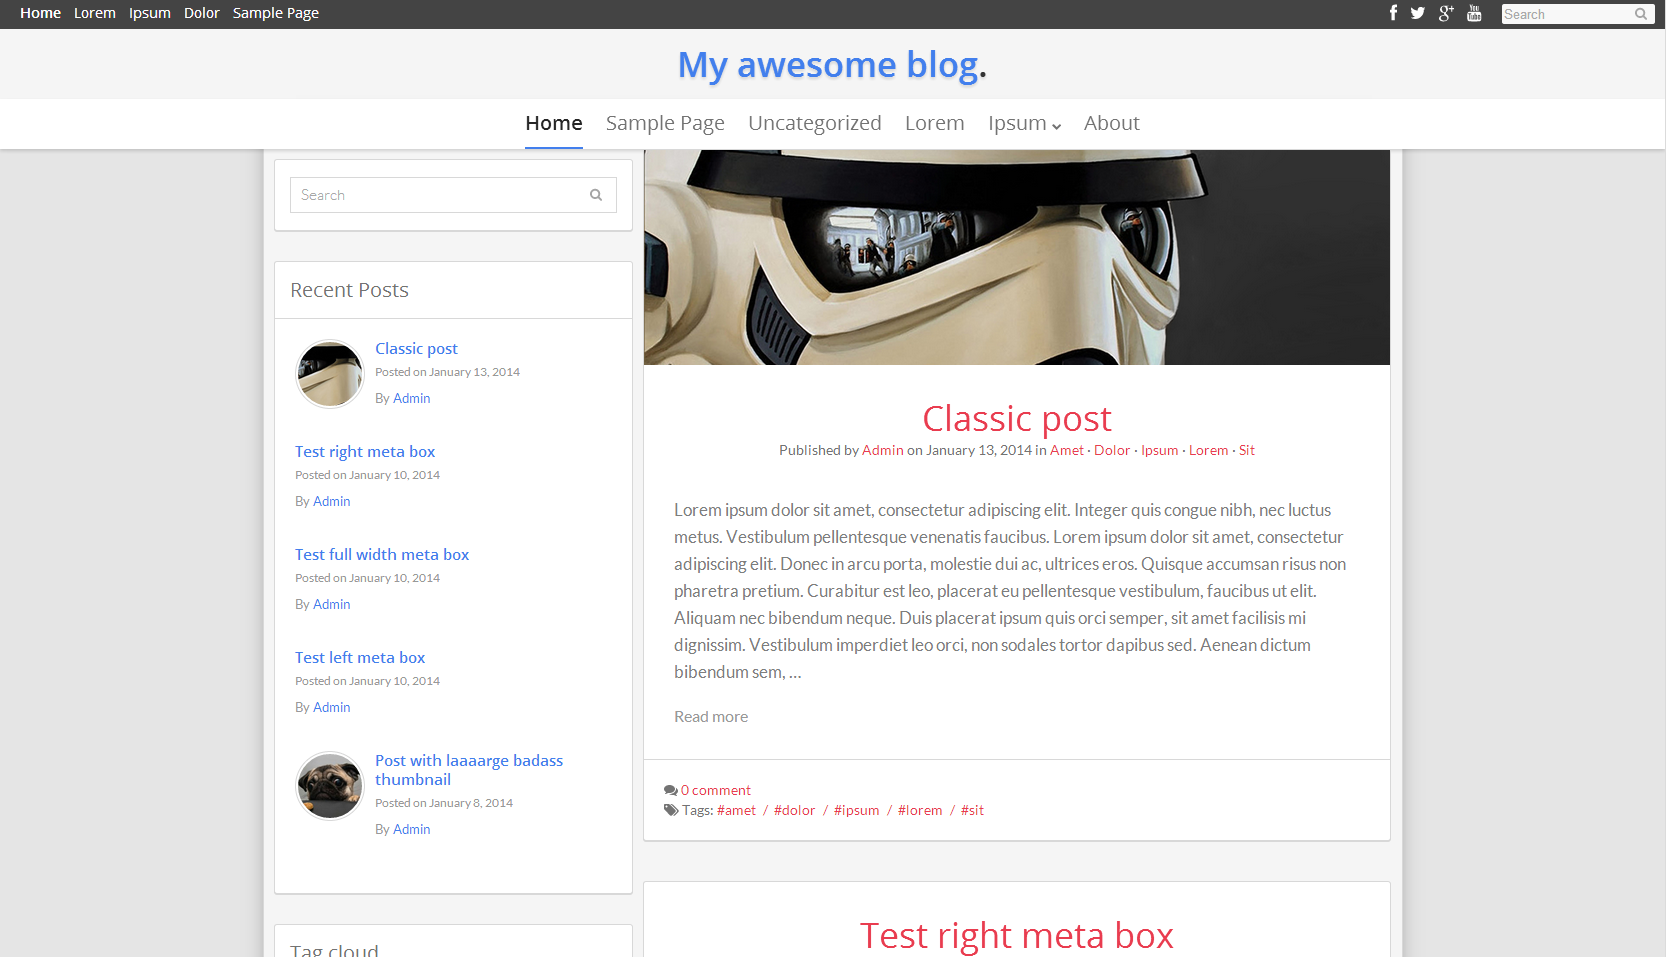 Home Lorem Ipsum Dolor Sample Page
Search
My awesome blog.
Home Sample Page Uncategorized Lorem Ipsum About
Search
Recent Posts
Classic post
Posted on January 13, 2014
By Admin
Test right meta box
Posted on January 10, 2014
By Admin
Test full width meta box
Posted on January 10, 2014
By Admin
Test left meta box
Posted on January 10, 2014
By Admin
Post with laaaarge badass
thumbnail
Posted on January 8, 2014
By Admin
Tag cloud
Classic post
Published by Admin on January 13, 2014 in Amet · Dolor · Ipsum · Lorem · Sit
Lorem ipsum dolor sit amet, consectetur adipiscing elit. Integer quis congue nibh, nec luctus
metus. Vestibulum pellentesque venenatis faucibus. Lorem ipsum dolor sit amet, consectetur
adipiscing elit. Donec in arcu porta, molestie dui ac, ultrices eros. Quisque accumsan risus non
pharetra pretium. Curabitur est leo, placerat eu pellentesque vestibulum, faucibus ut elit.
Aliquam nec bibendum neque. Duis placerat ipsum quis orci semper, sit amet facilisis mi
dignissim. Vestibulum imperdiet leo orci, non sodales tortor dapibus sed. Aenean dictum
bibendum sem, …
Read more
0 comment
Tags: #amet / #dolor / #ipsum / #lorem / #sit
Test right meta box